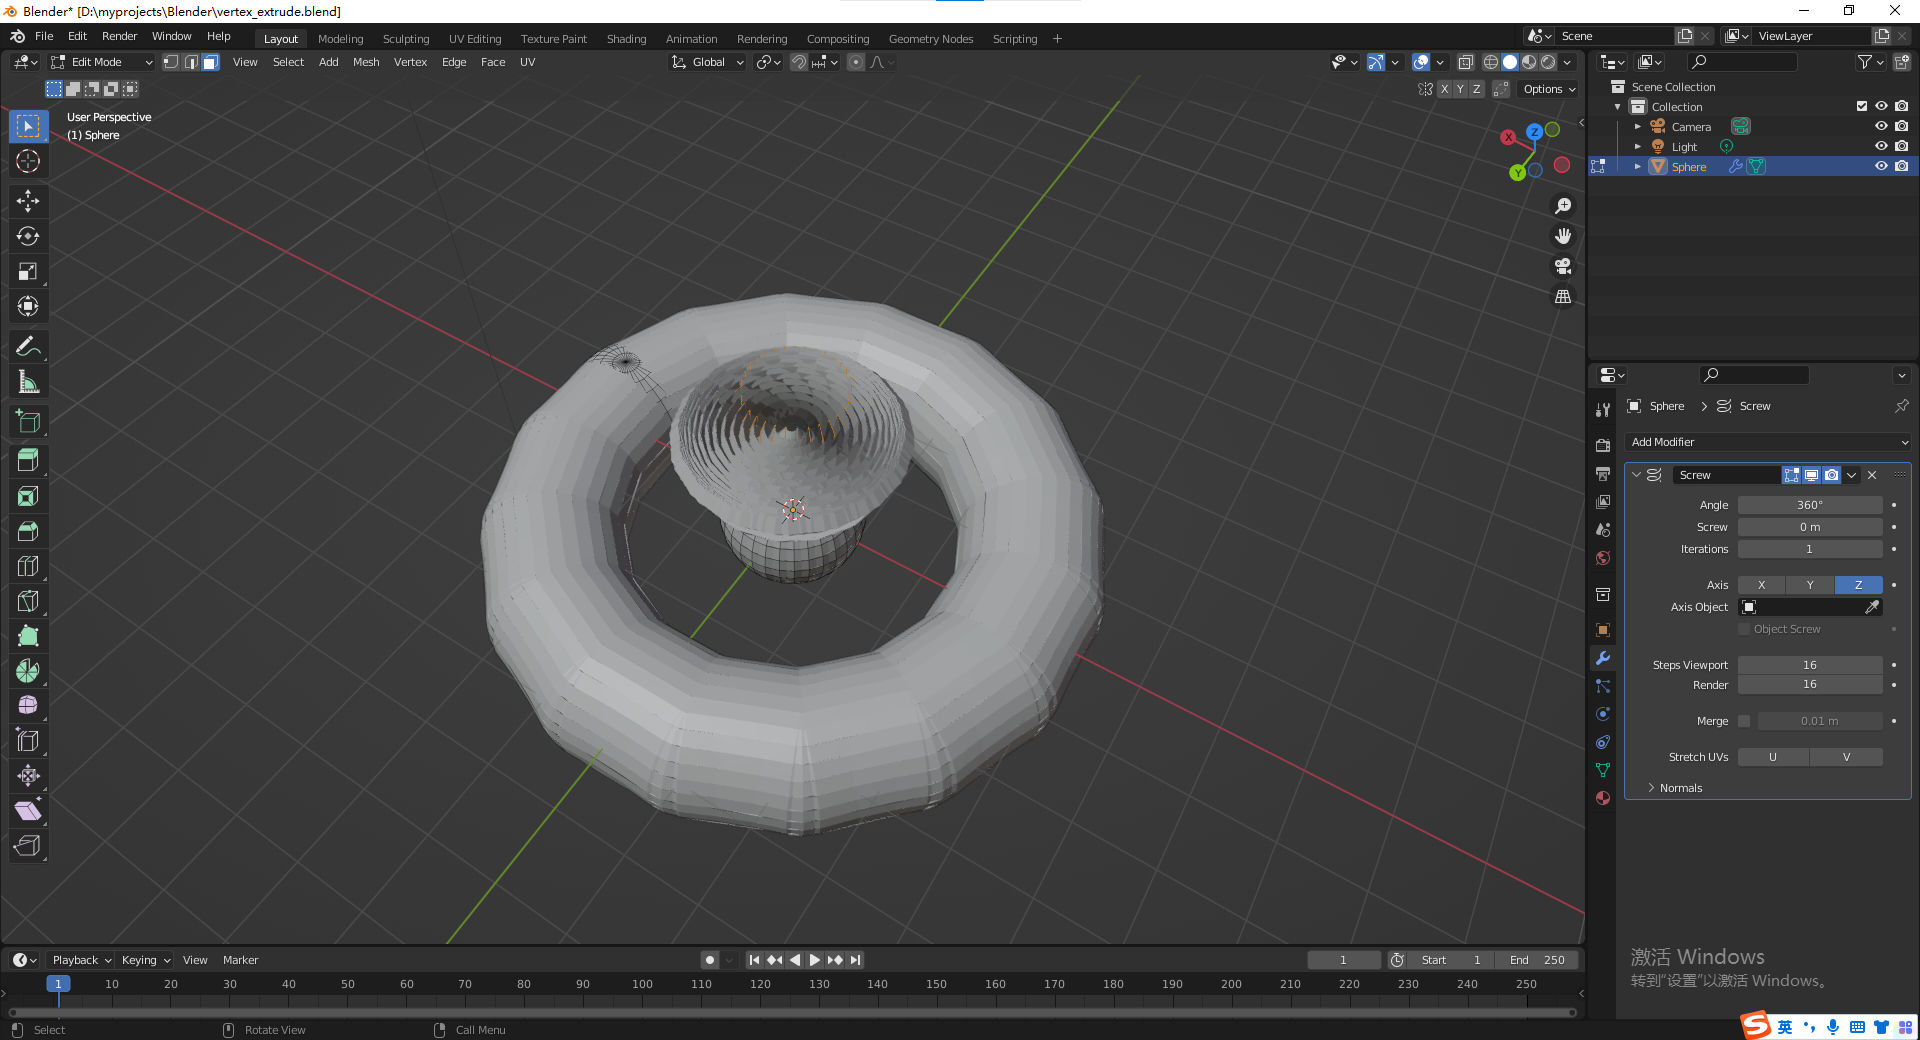 Blender* [D:\myprojects\Blender\vertex_extrude.blend]
File Edit Render Window Help Layout Modeling Sculpting UV Editing Texture Paint Shading Animation Rendering Compositing Geometry Nodes Scripting + Scene ViewLayer
Edit Mode View Select Add Mesh Vertex Edge Face UV Global
X Y Z Options
User Perspective
(1) Sphere
X Z Y
Scene Collection
Collection
Camera
Light
Sphere
Sphere > Screw
Add Modifier
Screw
Angle 360°
Screw 0 m
Iterations 1
Axis X Y Z
Axis Object
Object Screw
Steps Viewport 16
Render 16
Merge 0.01 m
Stretch UVs U V
Normals
激活 Windows
转到“设置”以激活 Windows。
Playback Keying View Marker 1 Start 1 End 250
1 10 20 30 40 50 60 70 80 90 100 110 120 130 140 150 160 170 180 190 200 210 220 230 240 250
Select Rotate View Call Menu
S 英